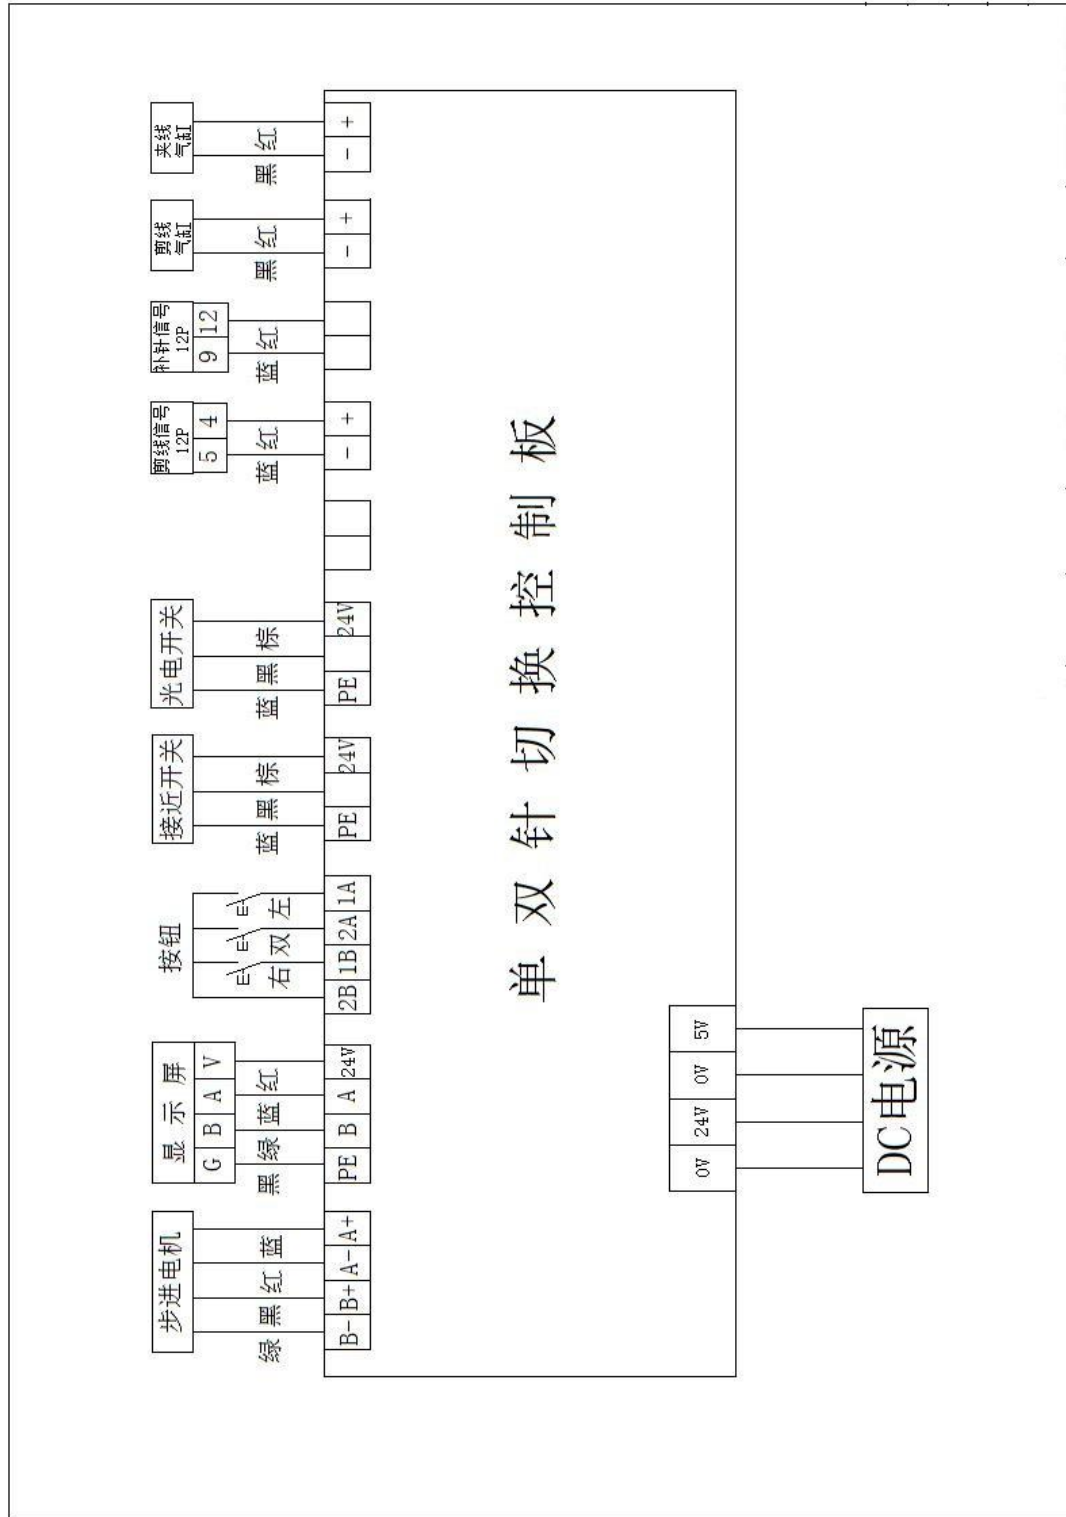 步进电机
绿 黑 红 蓝
B- B+ A- A+
显 示 屏
G B A V
黑 绿 蓝 红
PE B A 24V
按钮
右 双 左
2B 1B 2A 1A
接近开关
蓝 黑 棕
PE 24V
光电开关
蓝 黑 棕
PE 24V
剪线信号
12P
5 4
蓝 红
- +
补针信号
12P
9 12
蓝 红
剪线
气缸
黑 红
- +
夹线
气缸
黑 红
- +
单双针切换控制板
0V 24V 0V 5V
DC电源